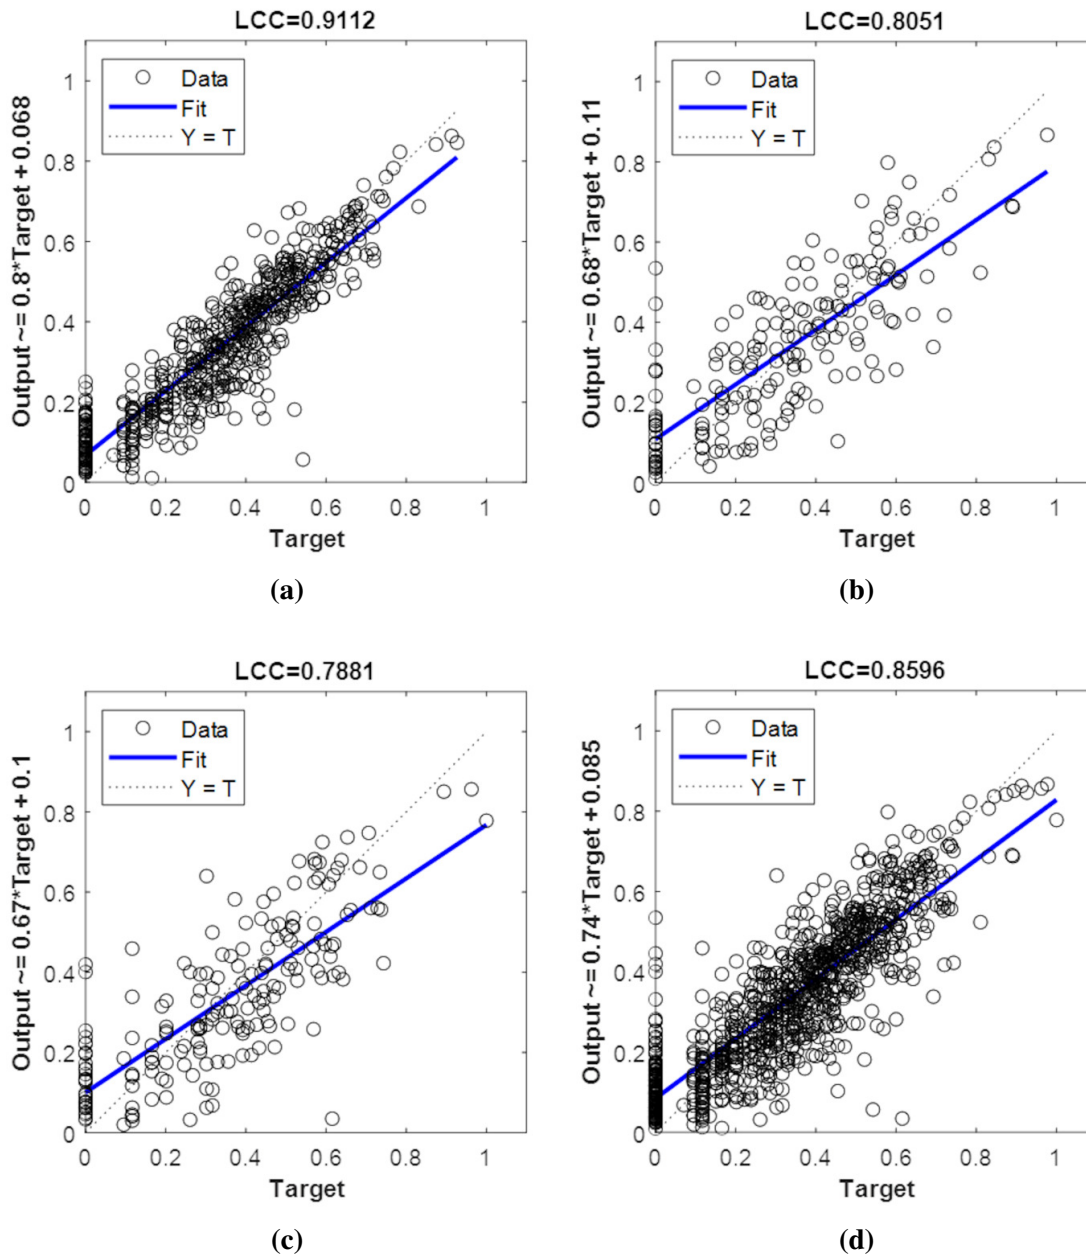 LCC=0.9112
Output ~= 0.8*Target + 0.068
Data
Fit
Y = T
1
0.8
0.6
0.4
0.2
0
0 0.2 0.4 0.6 0.8 1
Target
(a)
LCC=0.8051
Output ~= 0.68*Target + 0.11
Data
Fit
Y = T
1
0.8
0.6
0.4
0.2
0
0 0.2 0.4 0.6 0.8 1
Target
(b)
LCC=0.7881
Output ~= 0.67*Target + 0.1
Data
Fit
Y = T
1
0.8
0.6
0.4
0.2
0
0 0.2 0.4 0.6 0.8 1
Target
(c)
LCC=0.8596
Output ~= 0.74*Target + 0.085
Data
Fit
Y = T
1
0.8
0.6
0.4
0.2
0
0 0.2 0.4 0.6 0.8 1
Target
(d)